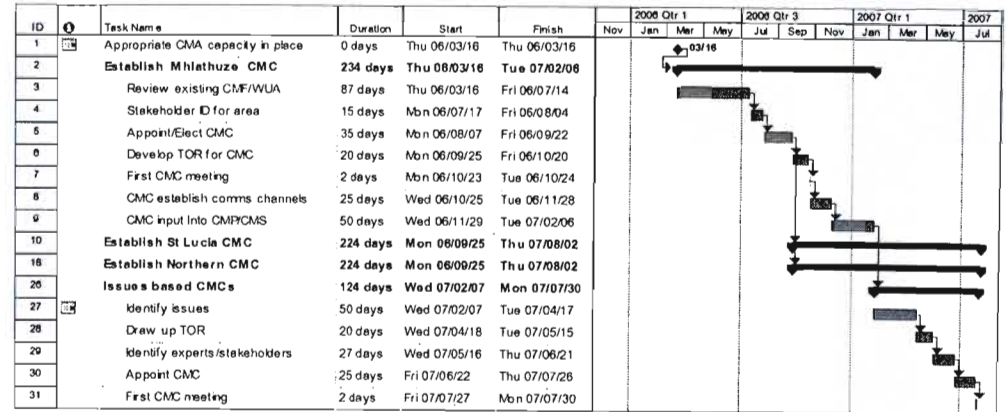 2006 Qtr 1 2006 Qtr 3 2007 Qtr 1 2007
ID Task Name Duration Start Finish Nov Jan Mar May Jul Sep Nov Jan Mar May Jul
1 Appropriate CMA capacity in place 0 days Thu 06/03/16 Thu 06/03/16 03/16
2 Establish Mhlathuze CMC 234 days Thu 06/03/16 Tue 07/02/06
3 Review existing CMF/WUA 87 days Thu 06/03/16 Fri 06/07/14
4 Stakeholder ID for area 15 days Mon 06/07/17 Fri 06/08/04
5 Appoint/Elect CMC 35 days Mon 06/08/07 Fri 06/09/22
6 Develop TOR for CMC 20 days Mon 06/09/25 Fri 06/10/20
7 First CMC meeting 2 days Mon 06/10/23 Tue 06/10/24
8 CMC establish comms channels 25 days Wed 06/10/25 Tue 06/11/28
9 CMC input Into CMP/CMS 50 days Wed 06/11/29 Tue 07/02/06
10 Establish St Lucia CMC 224 days Mon 06/09/25 Thu 07/08/02
18 Establish Northern CMC 224 days Mon 06/09/25 Thu 07/08/02
26 Issues based CMCs 124 days Wed 07/02/07 Mon 07/07/30
27 Identify issues 50 days Wed 07/02/07 Tue 07/04/17
28 Draw up TOR 20 days Wed 07/04/18 Tue 07/05/15
29 Identify experts/stakeholders 27 days Wed 07/05/16 Thu 07/06/21
30 Appoint CMC 25 days Fri 07/06/22 Thu 07/07/26
31 First CMC meeting 2 days Fri 07/07/27 Mon 07/07/30